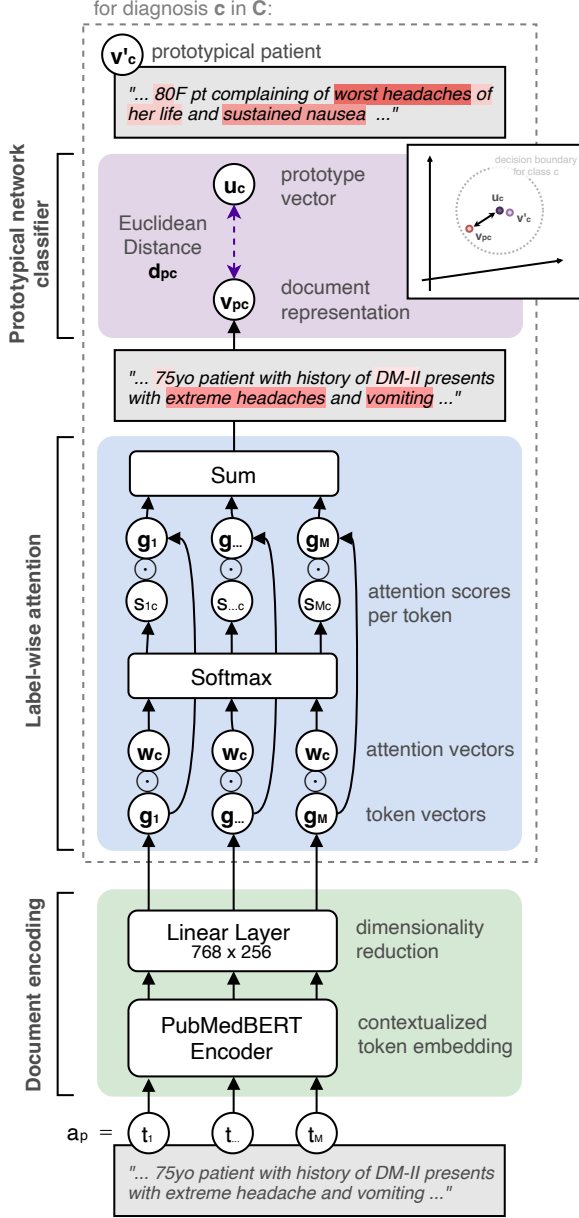 for diagnosis c in C:
v'c prototypical patient
"... 80F pt complaining of worst headaches of
her life and sustained nausea ..."
Prototypical network
classifier
uc
prototype
vector
Euclidean
Distance
dpc
vpc
document
representation
decision boundary
for class c
uc
v'c
vpc
"... 75yo patient with history of DM-II presents
with extreme headaches and vomiting ..."
Label-wise attention
Sum
g1 g... gM
s1c s...c sMc
attention scores
per token
Softmax
wc wc wc
attention vectors
g1 g... gM
token vectors
Document encoding
Linear Layer
768 x 256
dimensionality
reduction
PubMedBERT
Encoder
contextualized
token embedding
ap = t1 t... tM
"... 75yo patient with history of DM-II presents
with extreme headache and vomiting ..."